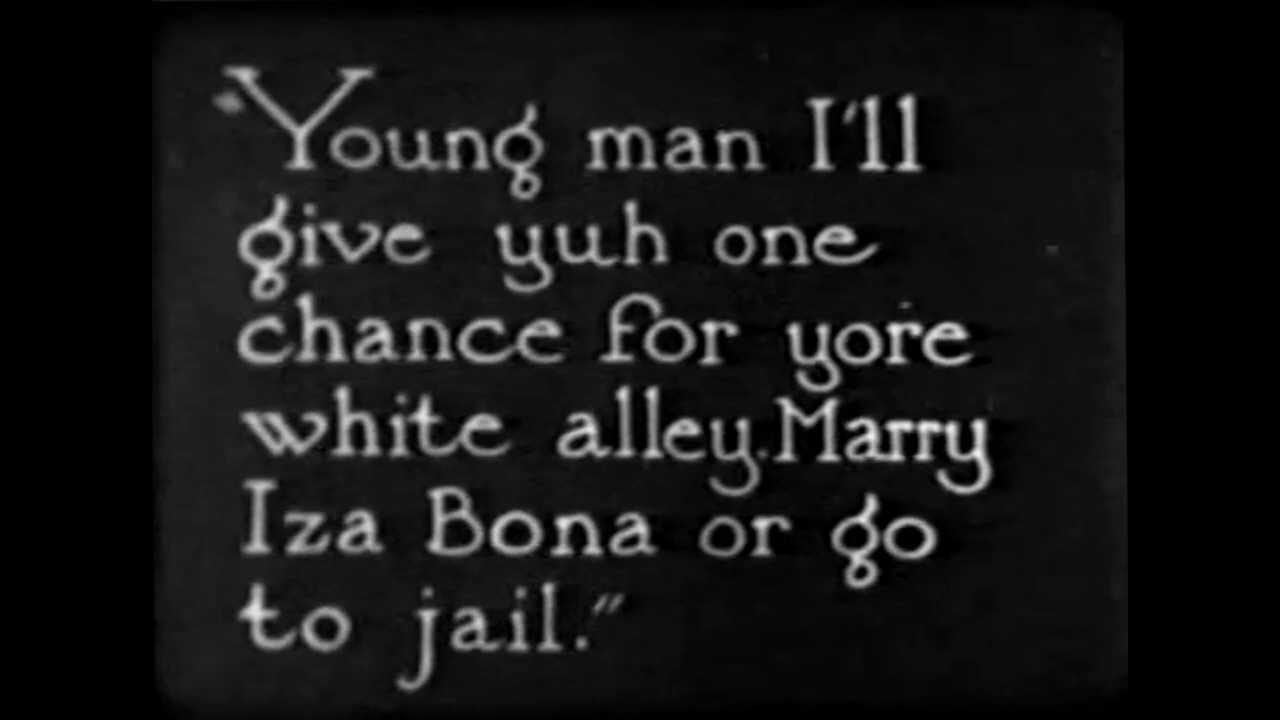 "Young man I'll
give yuh one
chance for yore
white alley. Marry
Iza Bona or go
to jail."